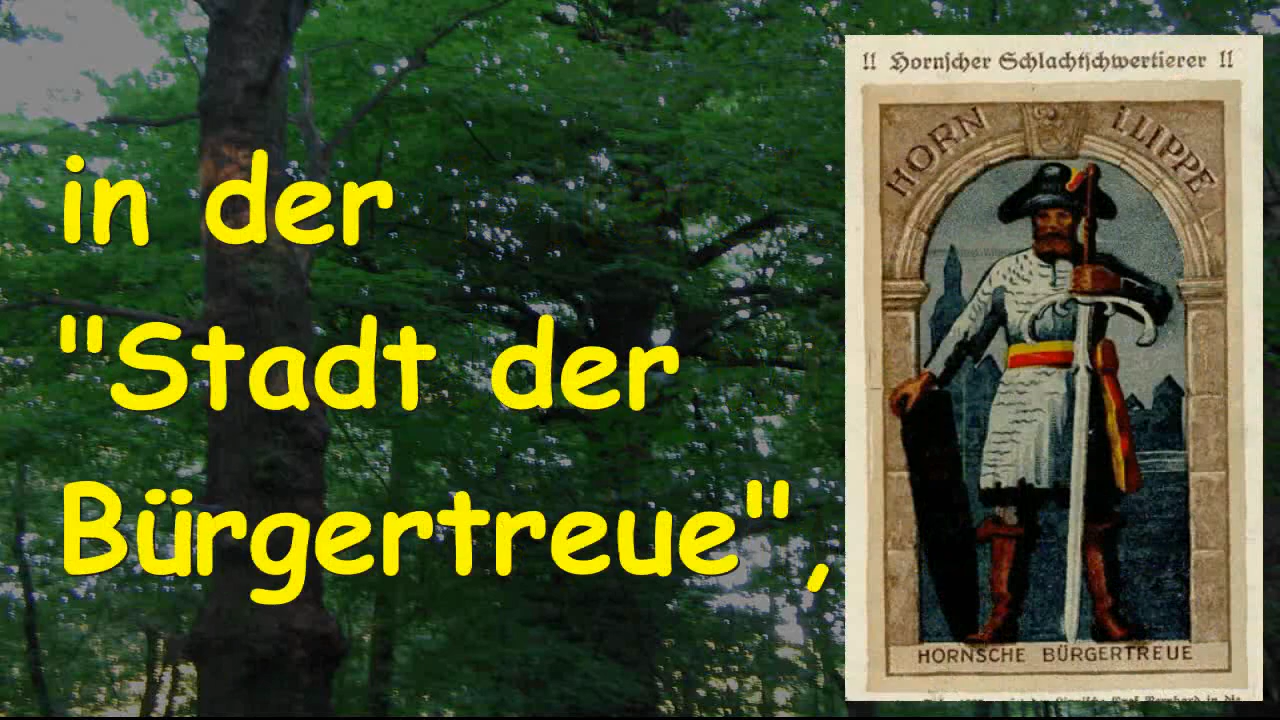 in der
"Stadt der
Bürgertreue",
!! Hornscher Schlachtschwertierer !!
HORN i. LIPPE
HORNSCHE BÜRGERTREUE